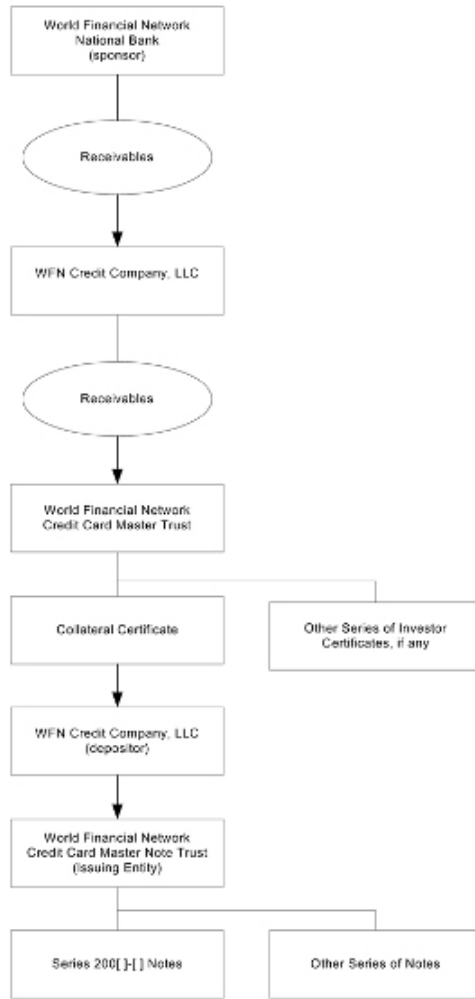 World Financial Network
National Bank
(sponsor)
Receivables
WFN Credit Company, LLC
Receivables
World Financial Network
Credit Card Master Trust
Collateral Certificate
Other Series of Investor
Certificates, if any
WFN Credit Company, LLC
(depositor)
World Financial Network
Credit Card Master Note Trust
(Issuing Entity)
Series 200[ ]-[ ] Notes
Other Series of Notes